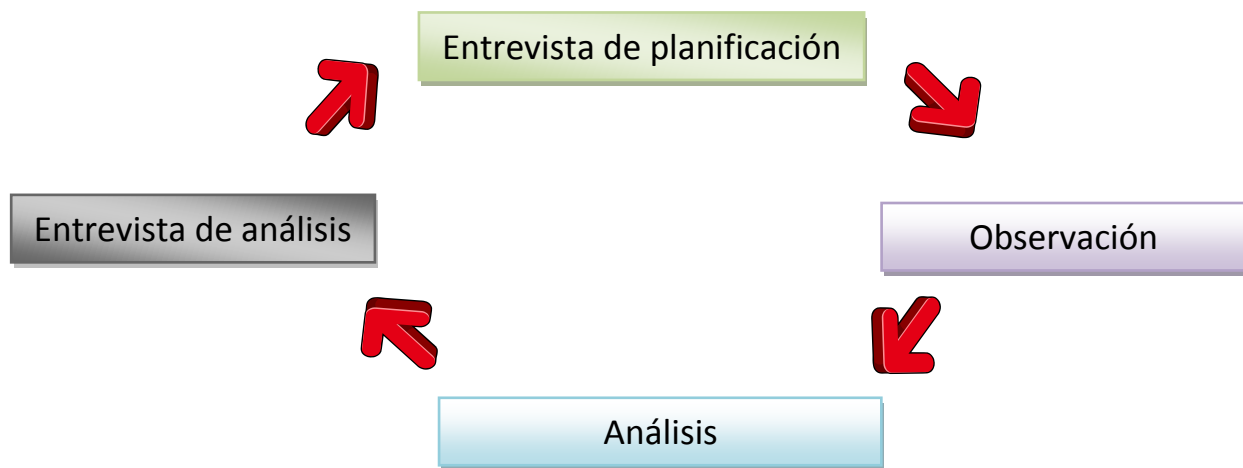 Entrevista de planificación
Entrevista de análisis
Observación
Análisis